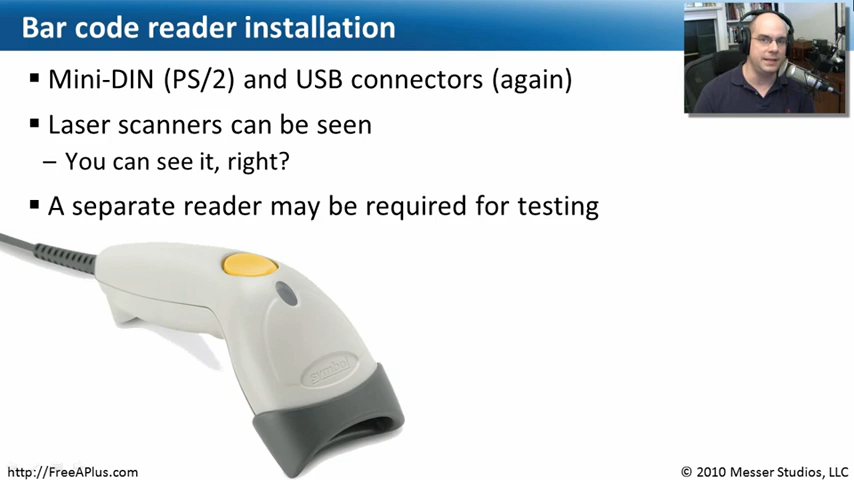 Bar code reader installation
▪ Mini-DIN (PS/2) and USB connectors (again)
▪ Laser scanners can be seen
– You can see it, right?
▪ A separate reader may be required for testing
symbol
http://FreeAPlus.com
© 2010 Messer Studios, LLC